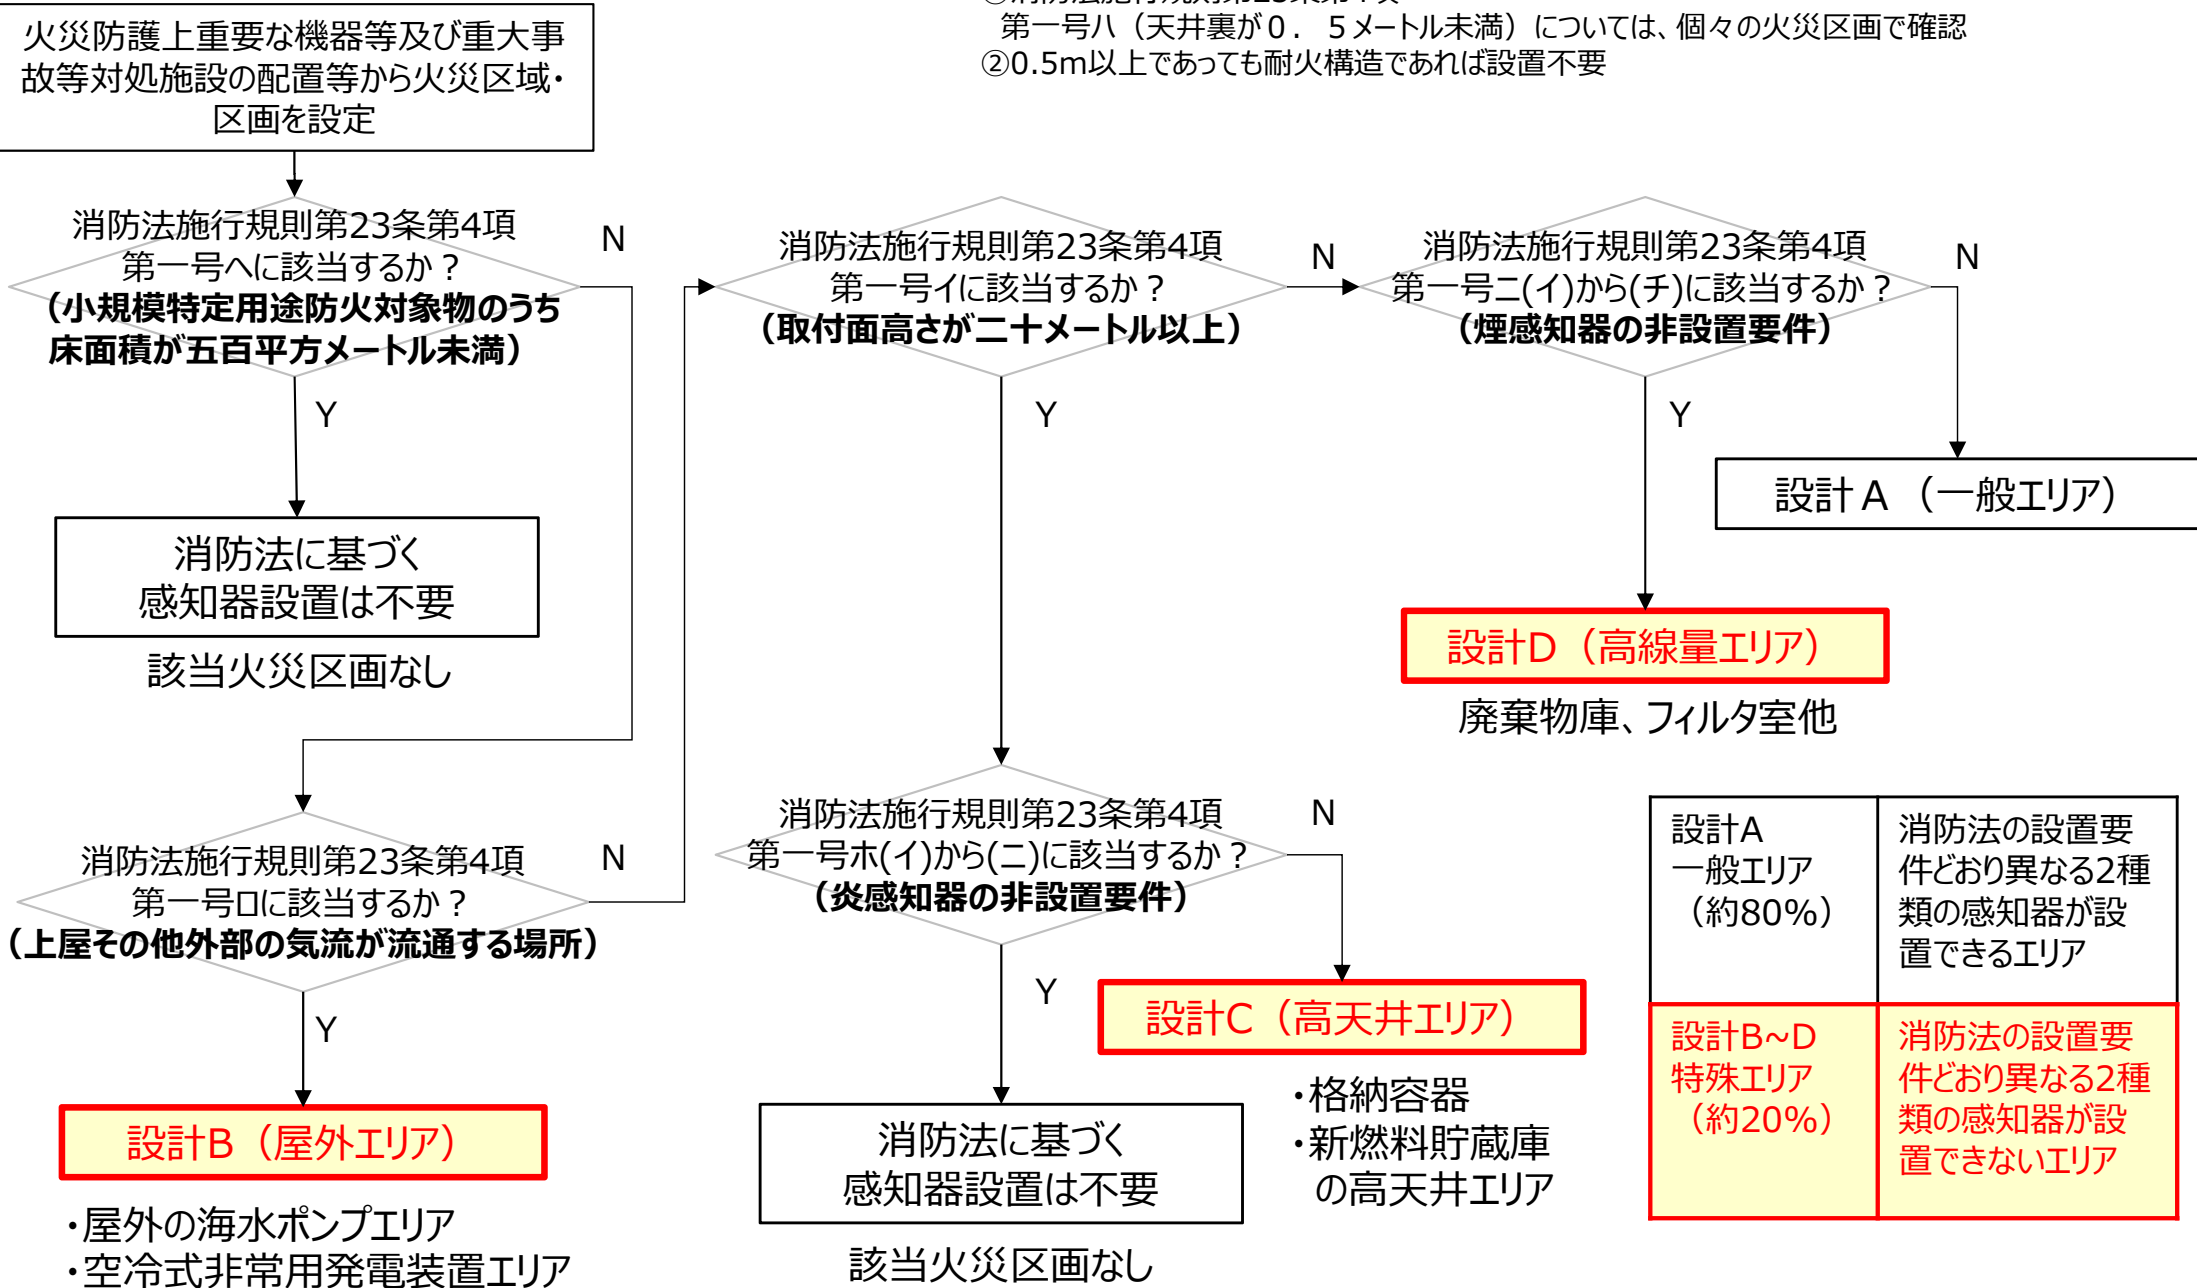 ①消防法施行規則第23条第4項
第一号ハ（天井裏が０．５メートル未満）については、個々の火災区画で確認
②0.5m以上であっても耐火構造であれば設置不要
火災防護上重要な機器等及び重大事
故等対処施設の配置等から火災区域・
区画を設定
消防法施行規則第23条第4項
第一号ヘに該当するか？
（小規模特定用途防火対象物のうち
床面積が五百平方メートル未満）
N
Y
消防法に基づく
感知器設置は不要
該当火災区画なし
消防法施行規則第23条第4項
第一号ロに該当するか？
（上屋その他外部の気流が流通する場所）
N
Y
設計B（屋外エリア）
・屋外の海水ポンプエリア
・空冷式非常用発電装置エリア
消防法施行規則第23条第4項
第一号イに該当するか？
（取付面高さが二十メートル以上）
N
Y
消防法施行規則第23条第4項
第一号ホ(イ)から(ニ)に該当するか？
（炎感知器の非設置要件）
N
Y
設計C（高天井エリア）
・格納容器
・新燃料貯蔵庫
の高天井エリア
消防法に基づく
感知器設置は不要
該当火災区画なし
消防法施行規則第23条第4項
第一号ニ(イ)から(チ)に該当するか？
（煙感知器の非設置要件）
N
Y
設計Ａ（一般エリア）
設計D（高線量エリア）
廃棄物庫、フィルタ室他
設計A
一般エリア
（約80%）
消防法の設置要
件どおり異なる2種
類の感知器が設
置できるエリア
設計B~D
特殊エリア
（約20%）
消防法の設置要
件どおり異なる2種
類の感知器が設
置できないエリア